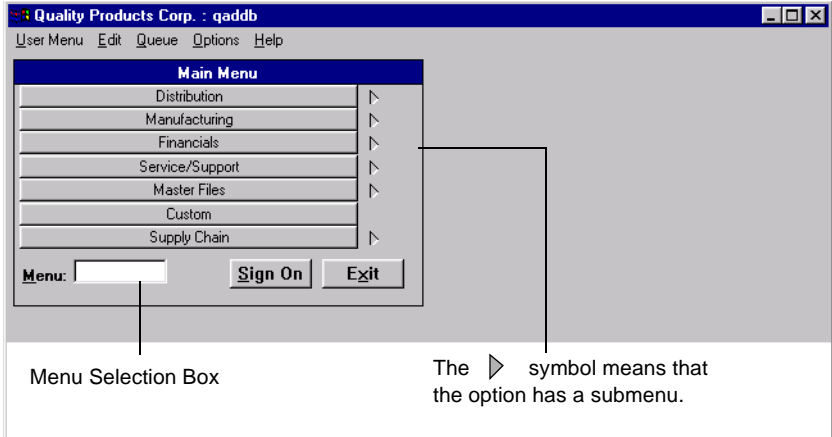 Quality Products Corp. : qaddb
User Menu Edit Queue Options Help
Main Menu
Distribution
Manufacturing
Financials
Service/Support
Master Files
Custom
Supply Chain
Menu: Sign On Exit
Menu Selection Box
The symbol means that
the option has a submenu.